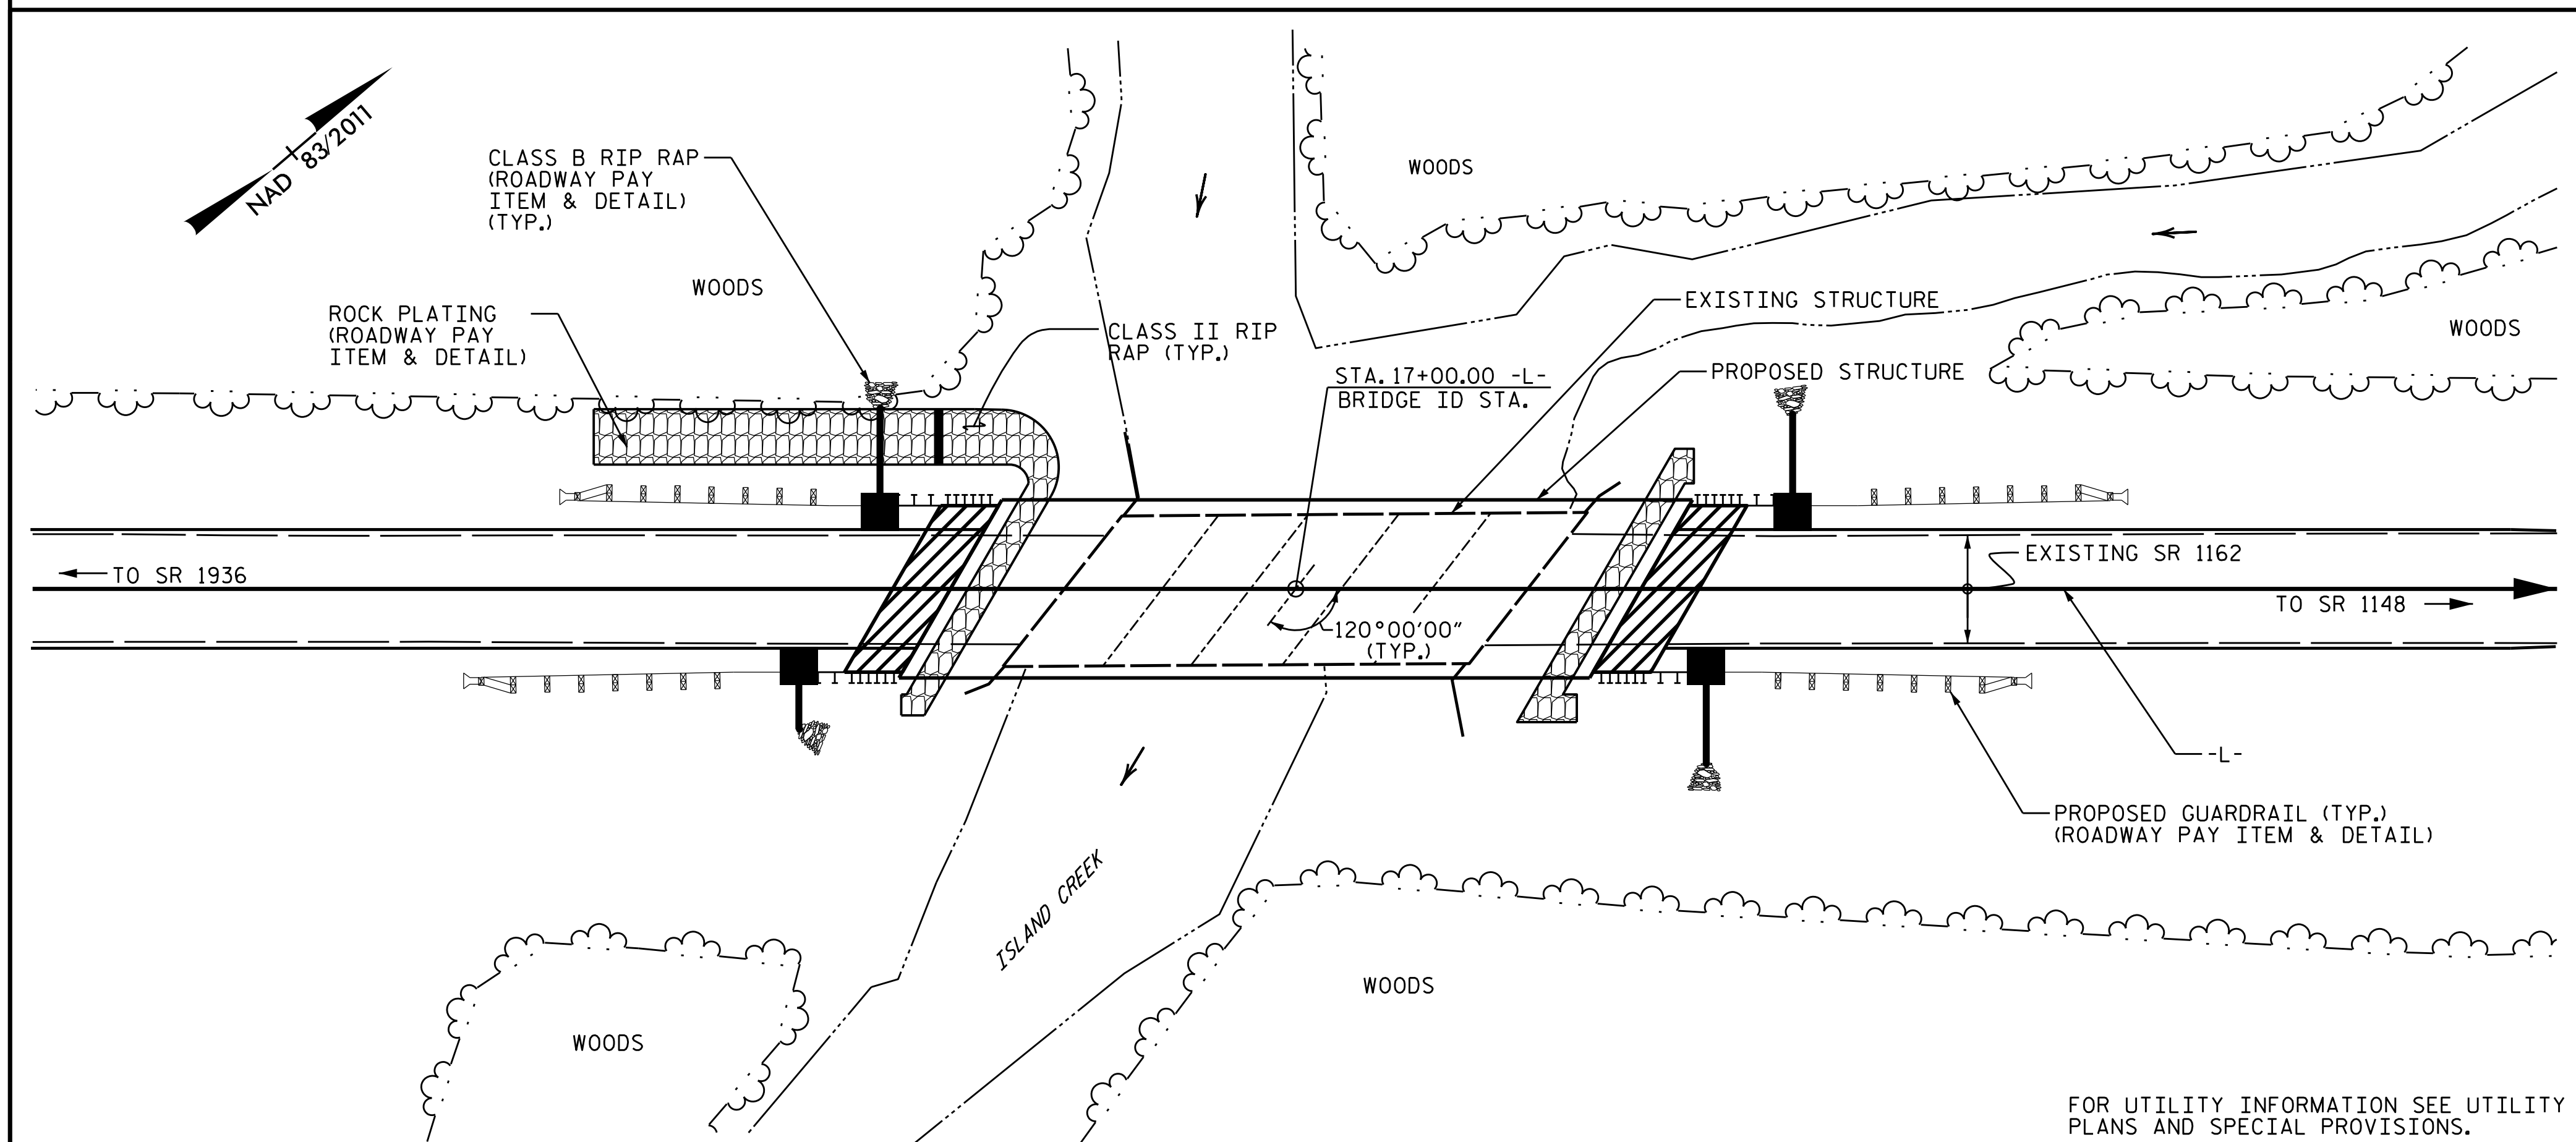 NAD 83/2011
CLASS B RIP RAP
(ROADWAY PAY
ITEM & DETAIL)
(TYP.)
WOODS
WOODS
ROCK PLATING
(ROADWAY PAY
ITEM & DETAIL)
CLASS II RIP
RAP (TYP.)
EXISTING STRUCTURE
WOODS
STA. 17+00.00 -L-
BRIDGE ID STA.
PROPOSED STRUCTURE
TO SR 1936
EXISTING SR 1162
TO SR 1148
120°00'00"
(TYP.)
-L-
PROPOSED GUARDRAIL (TYP.)
(ROADWAY PAY ITEM & DETAIL)
ISLAND CREEK
WOODS
WOODS
FOR UTILITY INFORMATION SEE UTILITY
PLANS AND SPECIAL PROVISIONS.